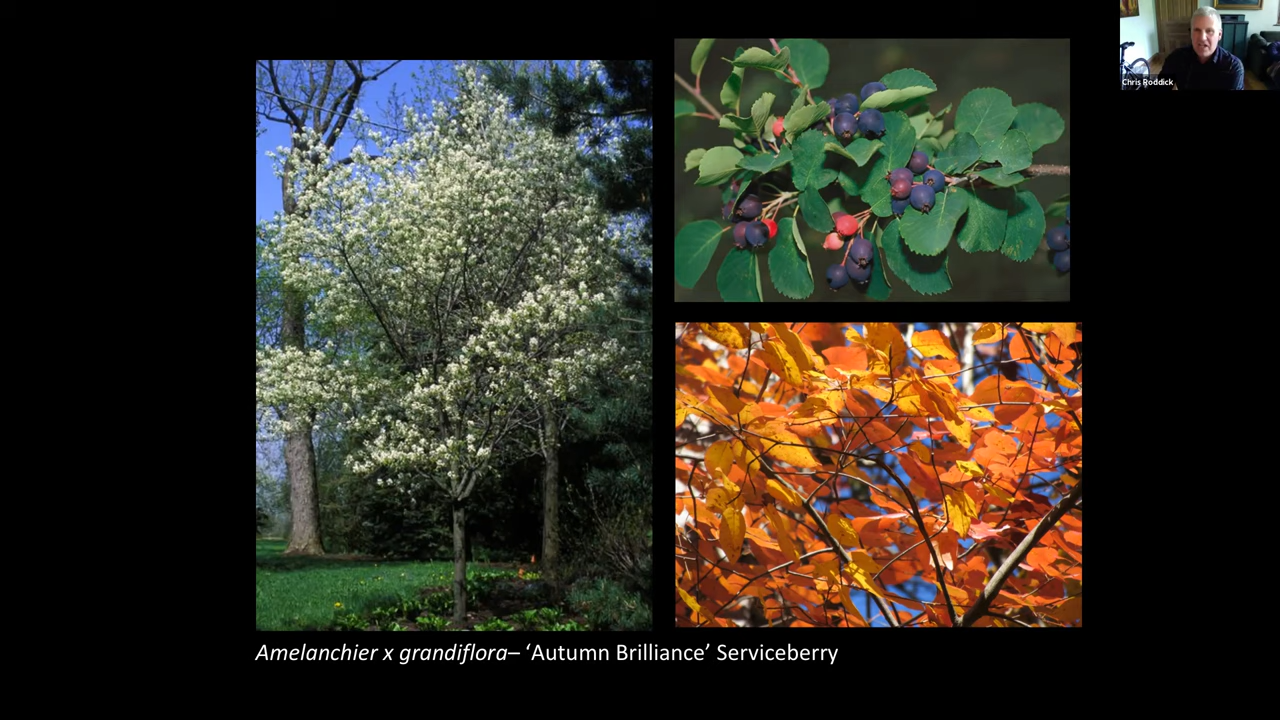 Chris Roddick
Amelanchier x grandiflora– ‘Autumn Brilliance’ Serviceberry